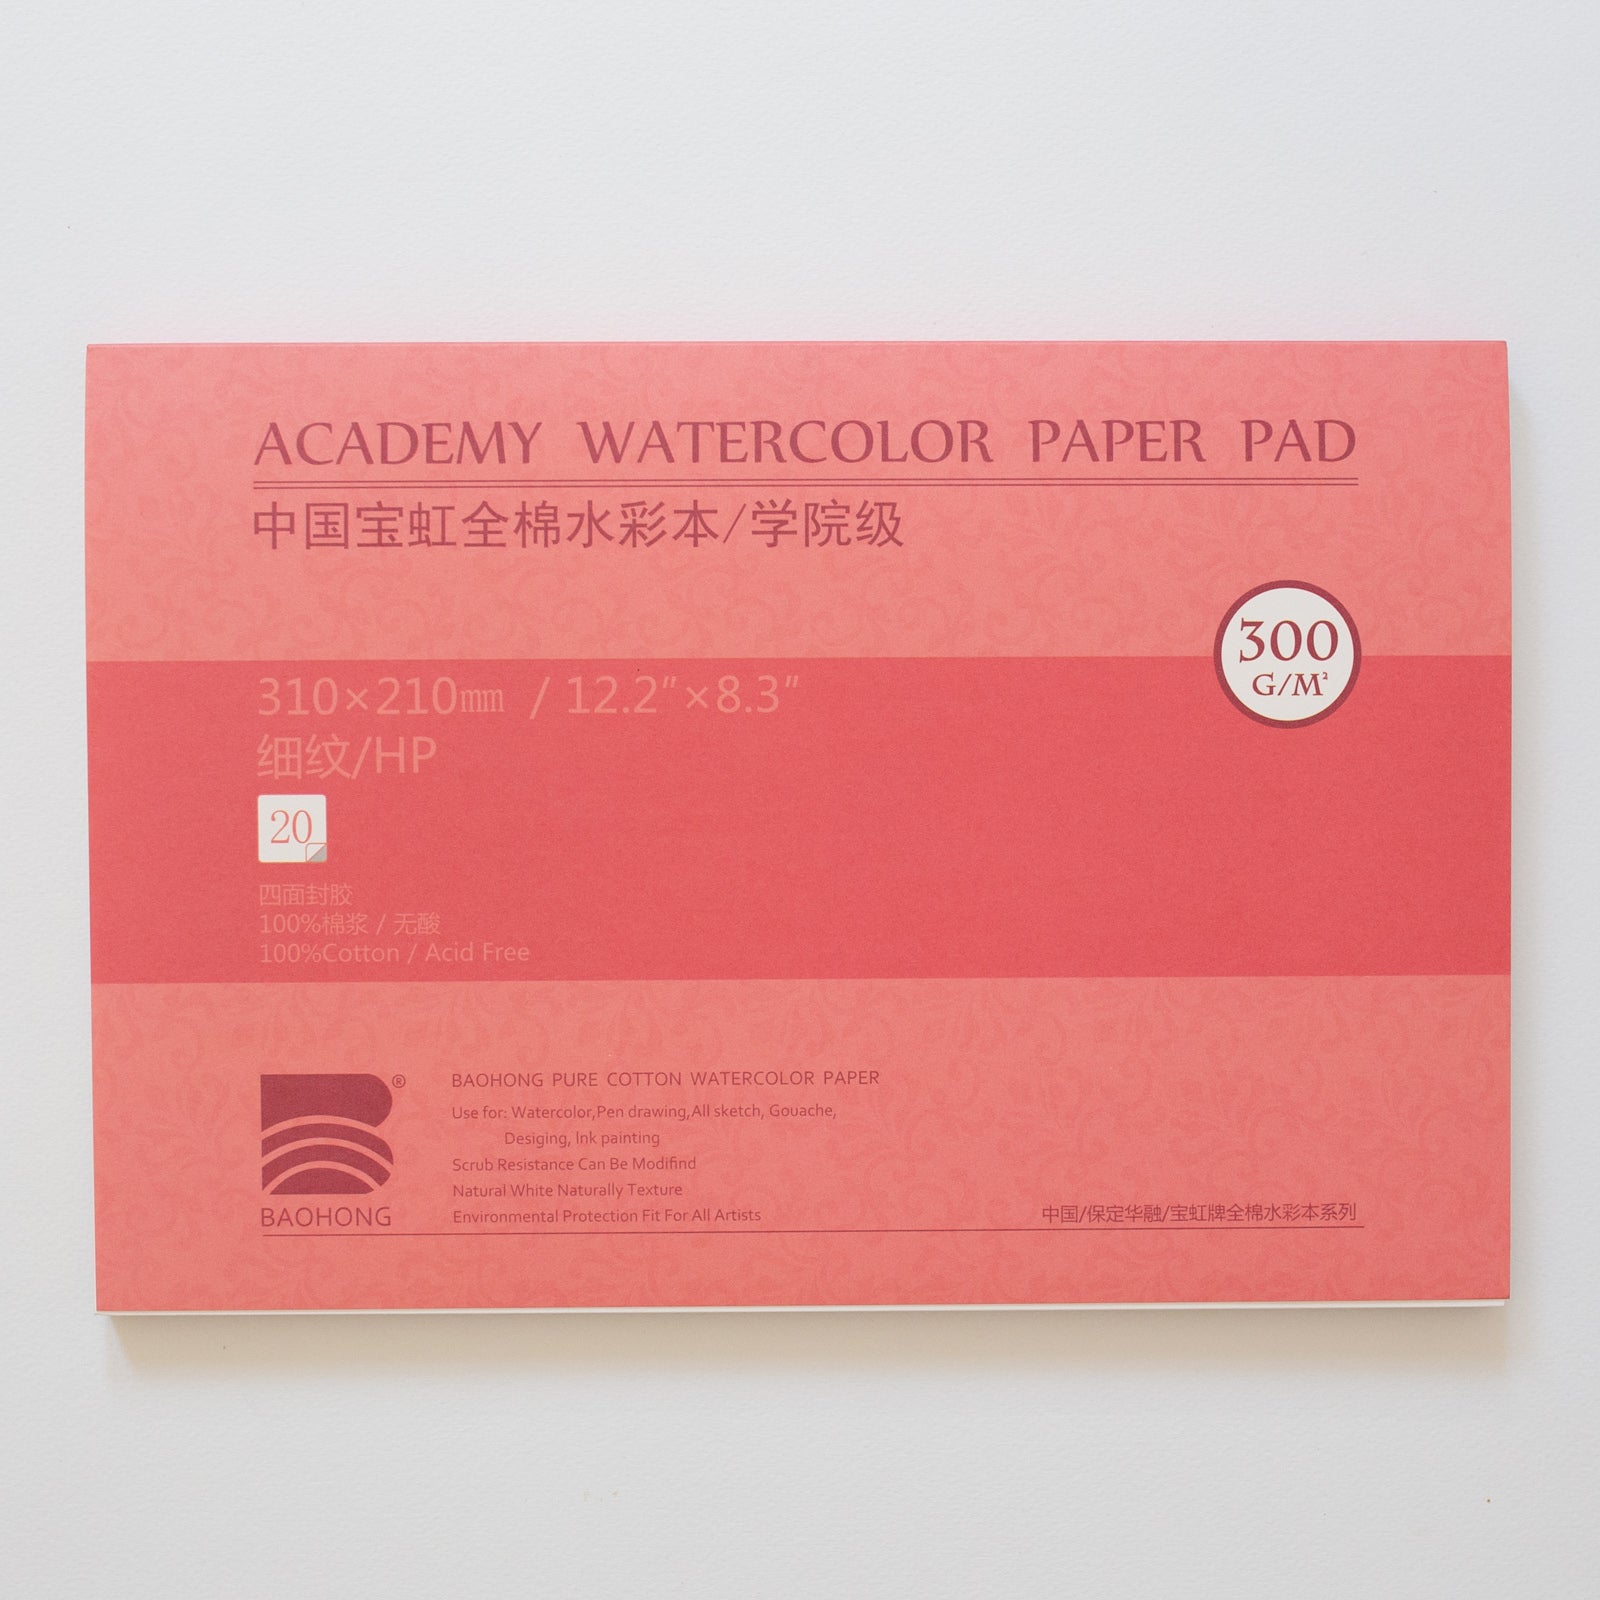 ACADEMY WATERCOLOR PAPER PAD
中国宝虹全棉水彩本/学院级
300
G/M²
310×210mm / 12.2"×8.3"
细纹/HP
20
四面封胶
100%棉浆 / 无酸
100%Cotton / Acid Free
®
BAOHONG
BAOHONG PURE COTTON WATERCOLOR PAPER
Use for: Watercolor,Pen drawing,All sketch, Gouache,
Desiging, Ink painting
Scrub Resistance Can Be Modifind
Natural White Naturally Texture
Environmental Protection Fit For All Artists
中国/保定华融/宝虹牌全棉水彩本系列